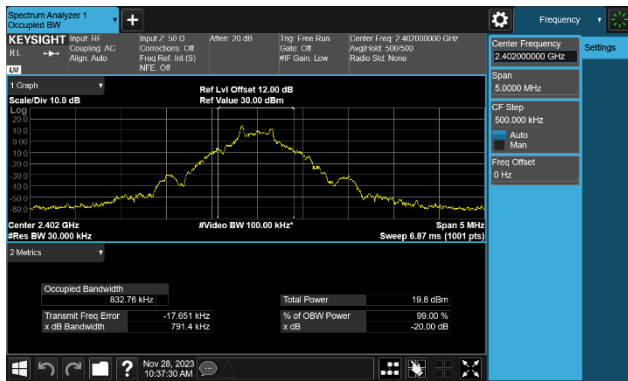 Spectrum Analyzer 1
Occupied BW
Frequency
KEYSIGHT
RL
Input: RF
Coupling: AC
Align: Auto
Input Z: 50 Ω
Corrections: Off
Freq Ref: Int (S)
NFE: Off
Atten: 20 dB
Trig: Free Run
Gate: Off
#IF Gain: Low
Center Freq: 2.402000000 GHz
Avg|Hold: 500/500
Radio Std: None
LXI
Center Frequency
2.402000000 GHz
Settings
Span
5.0000 MHz
CF Step
500.000 kHz
Auto
Man
Freq Offset
0 Hz
1 Graph
Scale/Div 10.0 dB
Ref Lvl Offset 12.00 dB
Ref Value 30.00 dBm
Log
20.0
10.0
0.00
-10.0
-20.0
-30.0
-40.0
-50.0
-60.0
Center 2.402 GHz
#Video BW 100.00 kHz*
Span 5 MHz
#Res BW 30.000 kHz
Sweep 6.87 ms (1001 pts)
2 Metrics
Occupied Bandwidth
832.76 kHz
Total Power 19.8 dBm
Transmit Freq Error -17.651 kHz
% of OBW Power 99.00 %
x dB Bandwidth 791.4 kHz
x dB -20.00 dB
?
Nov 28, 2023
10:37:30 AM